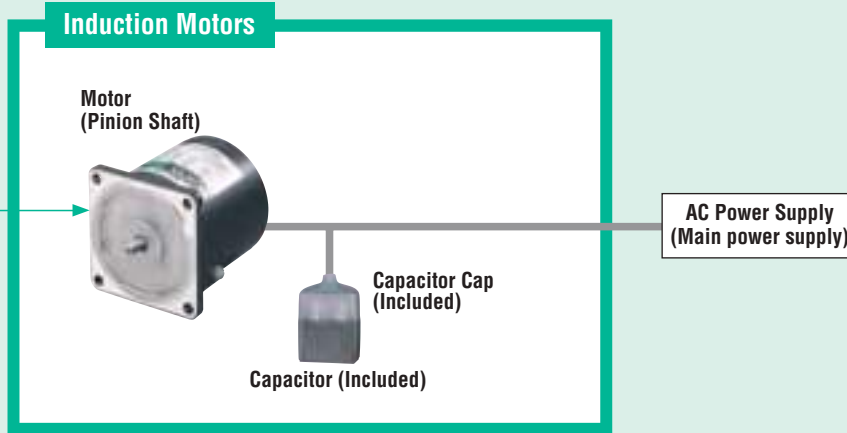 Induction Motors
Motor
(Pinion Shaft)
AC Power Supply
(Main power supply)
Capacitor Cap
(Included)
Capacitor (Included)